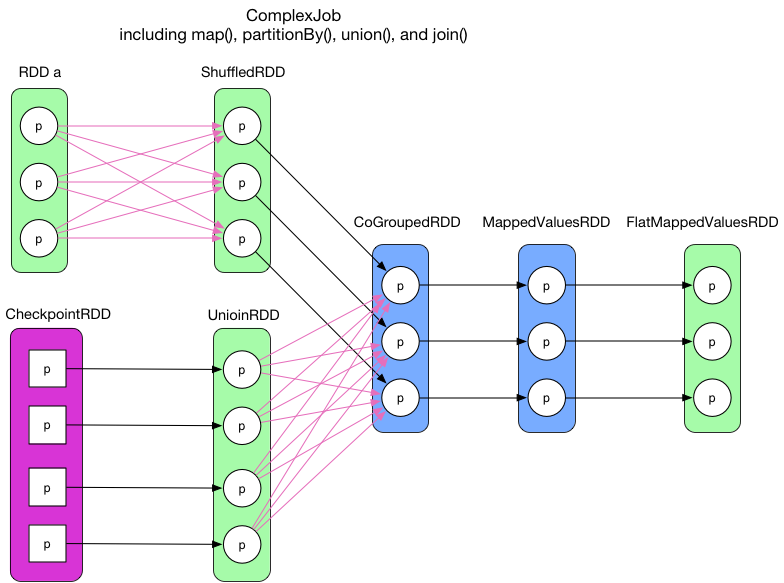 ComplexJob
including map(), partitionBy(), union(), and join()
RDD a
ShuffledRDD
p
p
p
p
p
p
CoGroupedRDD
MappedValuesRDD
FlatMappedValuesRDD
p
p
p
p
p
p
p
p
p
CheckpointRDD
UnioinRDD
p
p
p
p
p
p
p
p